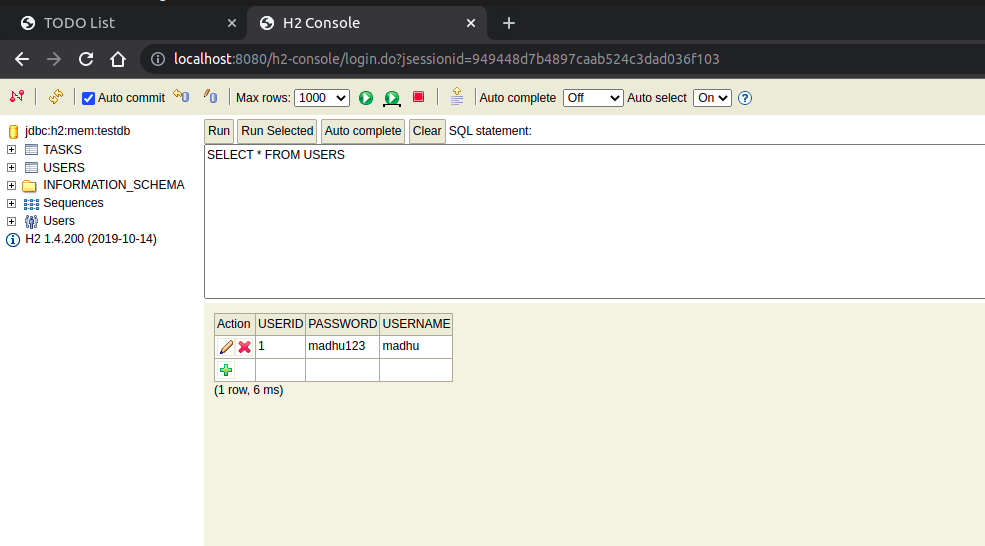 TODO List
H2 Console
localhost:8080/h2-console/login.do?jsessionid=949448d7b4897caab524c3dad036f103
Auto commit
Max rows: 1000
Auto complete Off
Auto select On
jdbc:h2:mem:testdb
TASKS
USERS
INFORMATION_SCHEMA
Sequences
Users
H2 1.4.200 (2019-10-14)
Run Run Selected Auto complete Clear SQL statement:
SELECT * FROM USERS
Action USERID PASSWORD USERNAME
1 madhu123 madhu
(1 row, 6 ms)